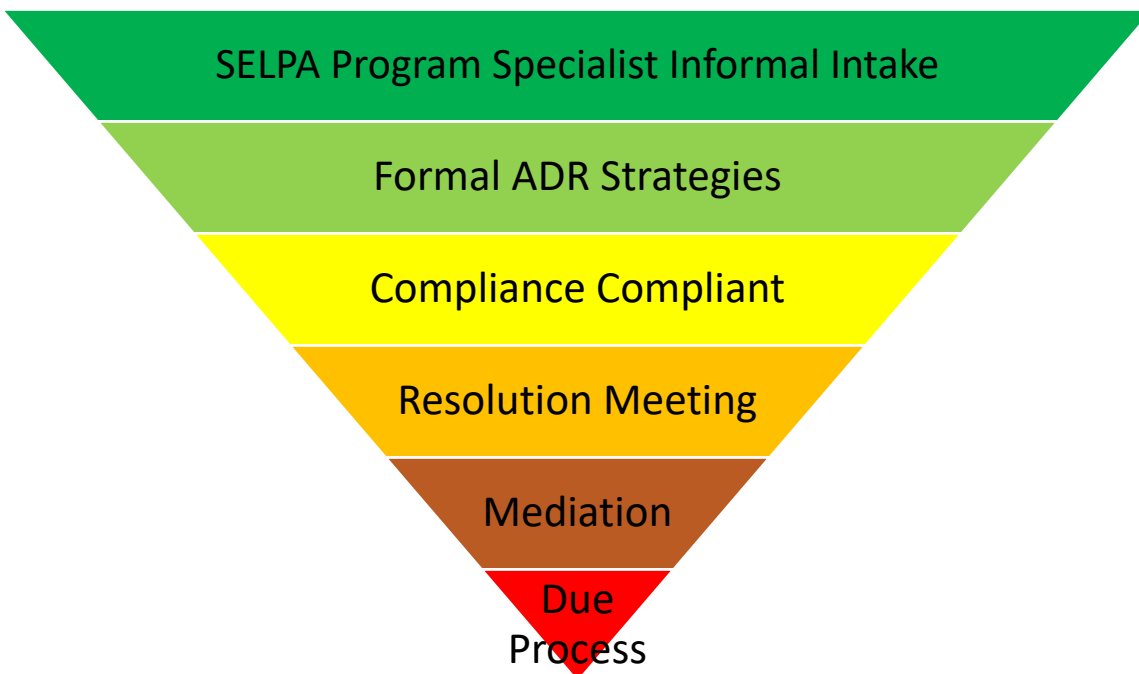 SELPA Program Specialist Informal Intake
Formal ADR Strategies
Compliance Compliant
Resolution Meeting
Mediation
Due
Process